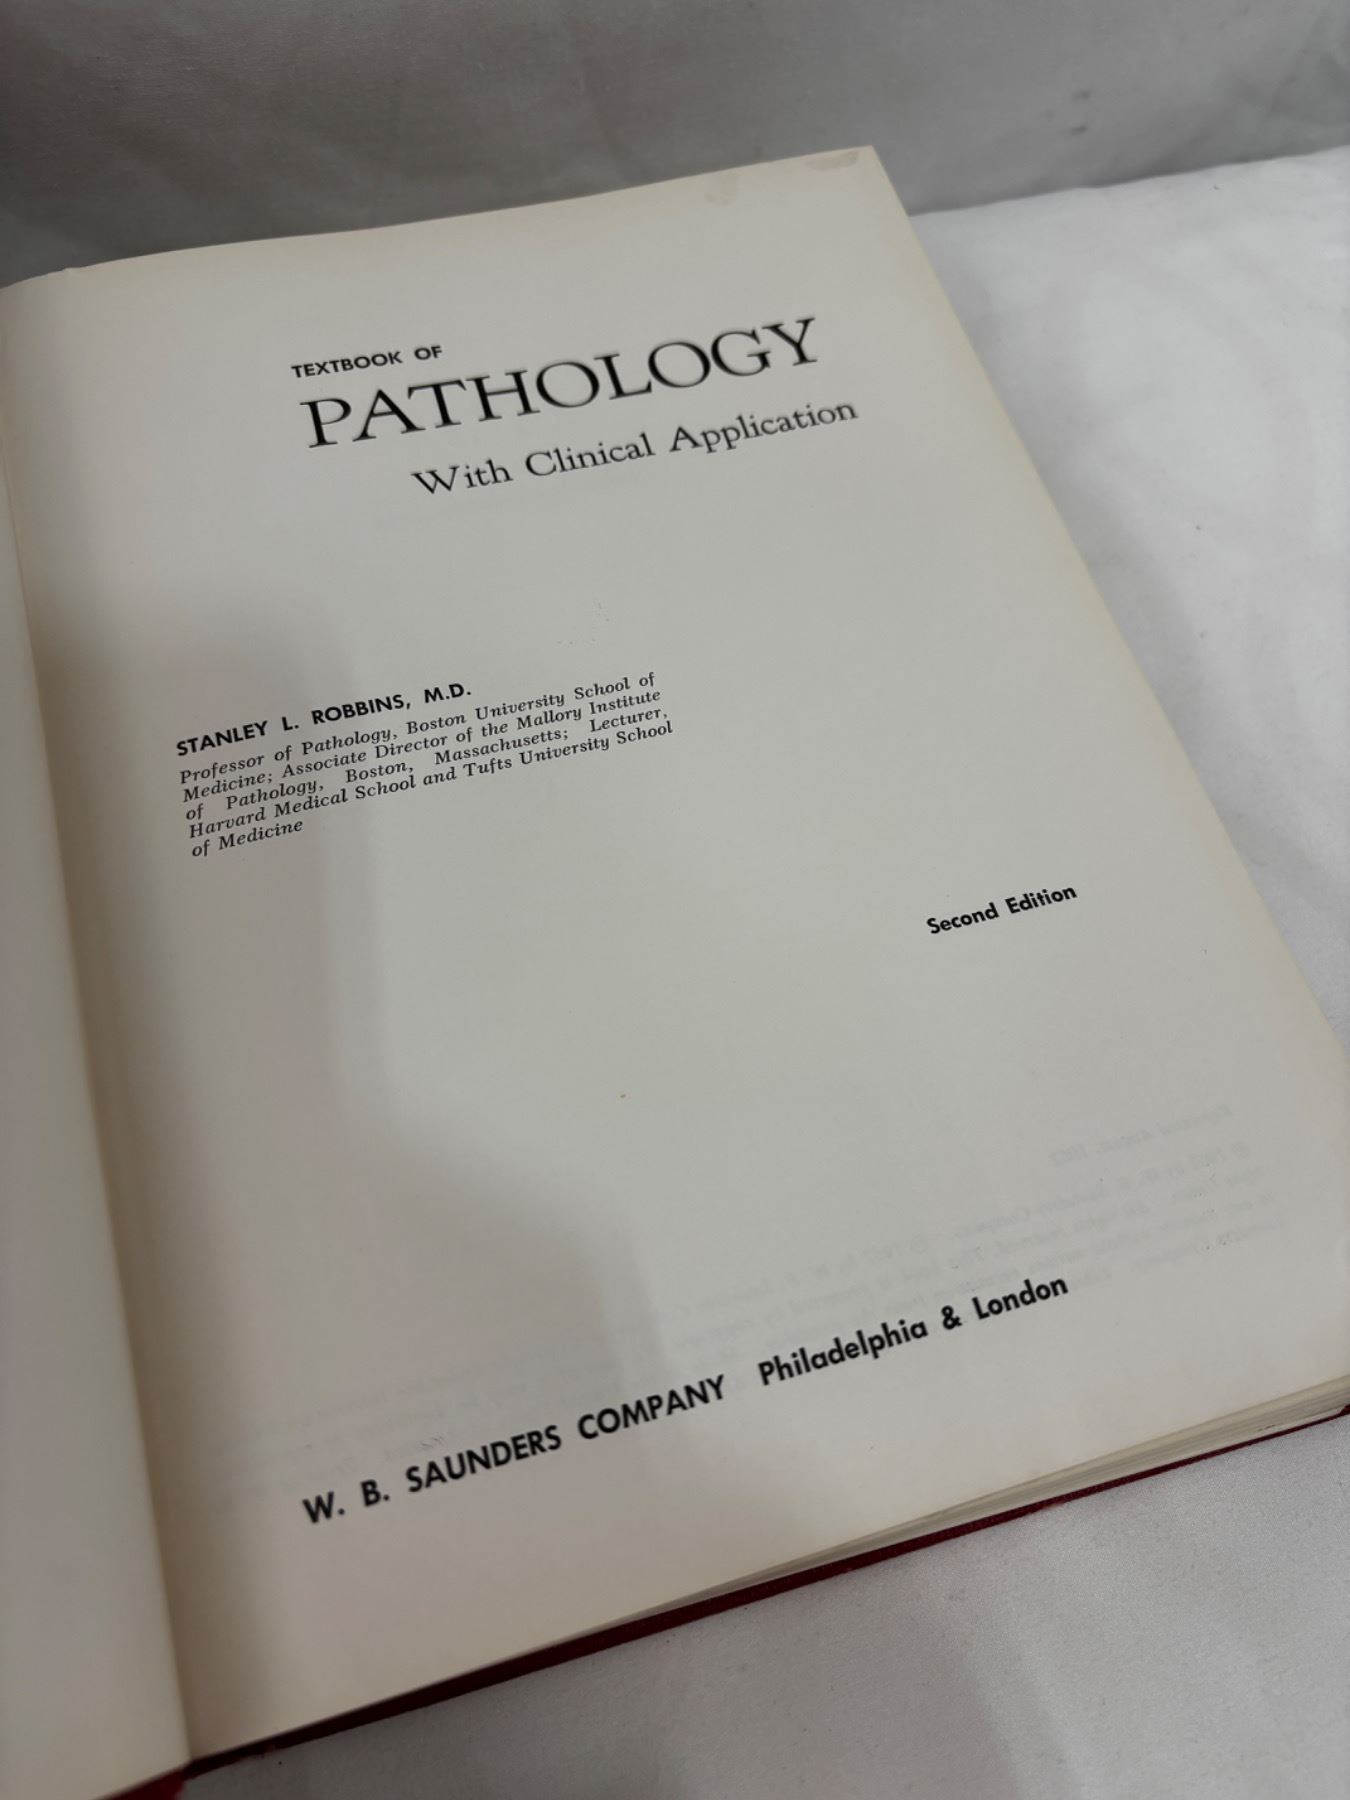 TEXTBOOK OF
PATHOLOGY
With Clinical Application
STANLEY L. ROBBINS, M.D.
Professor of Pathology, Boston University School of
Medicine; Associate Director of the Mallory Institute
of Pathology, Boston, Massachusetts; Lecturer,
Harvard Medical School and Tufts University School
of Medicine
Second Edition
W. B. SAUNDERS COMPANY Philadelphia & London